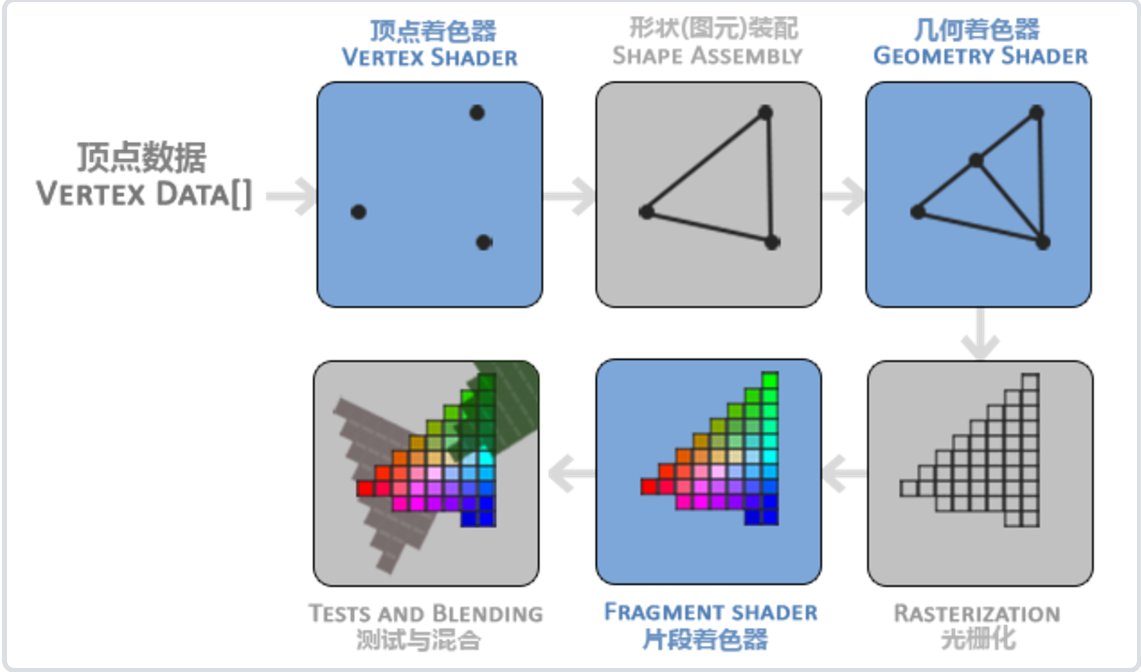 顶点着色器
VERTEX SHADER
形状(图元)装配
SHAPE ASSEMBLY
几何着色器
GEOMETRY SHADER
顶点数据
VERTEX DATA[]
TESTS AND BLENDING
测试与混合
FRAGMENT SHADER
片段着色器
RASTERIZATION
光栅化